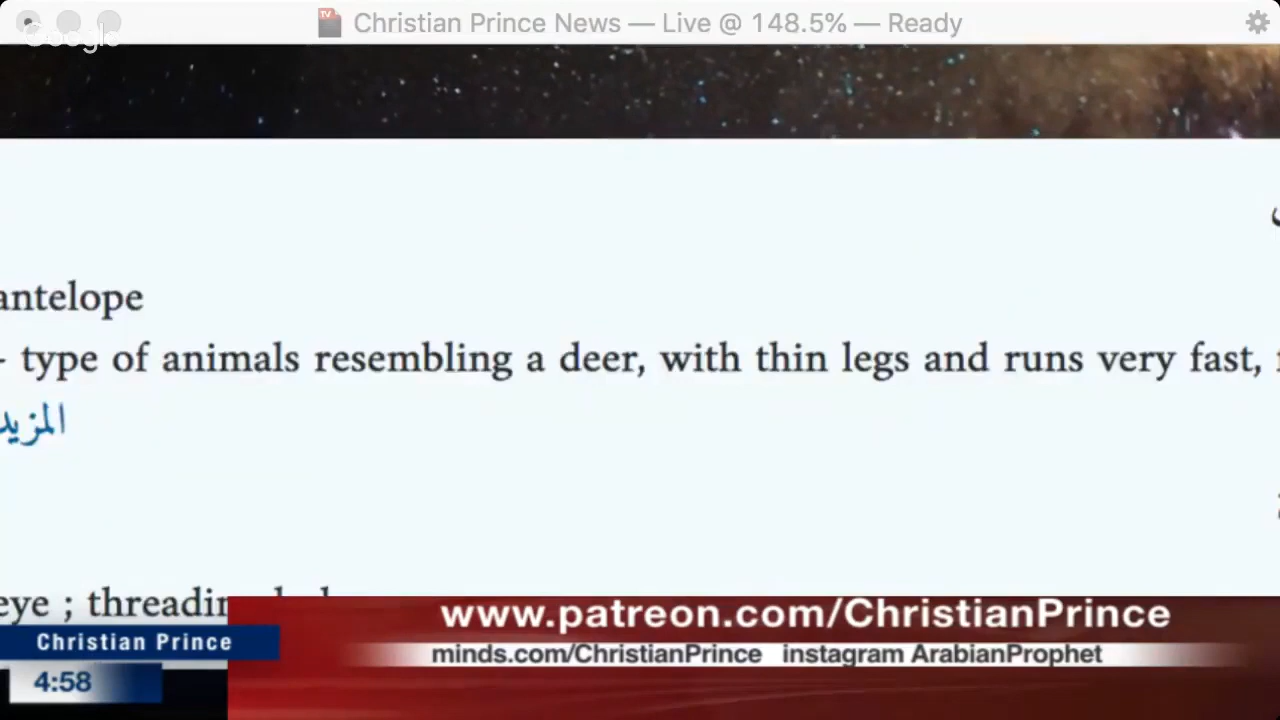 Christian Prince News — Live @ 148.5% — Ready
Google
antelope
- type of animals resembling a deer, with thin legs and runs very fast,
المزيد
eye ; threadin
www.patreon.com/ChristianPrince
Christian Prince
minds.com/ChristianPrince instagram ArabianProphet
4:58